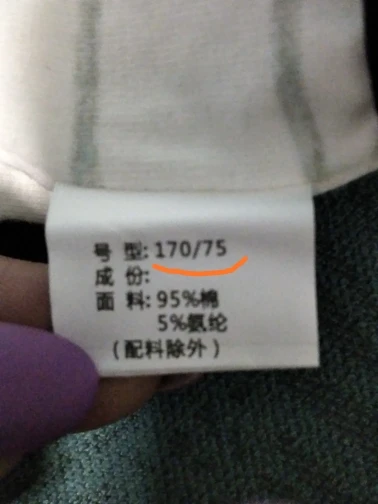 号 型: 170/75
成 份:
面 料: 95%棉
5%氨纶
(配料除外)